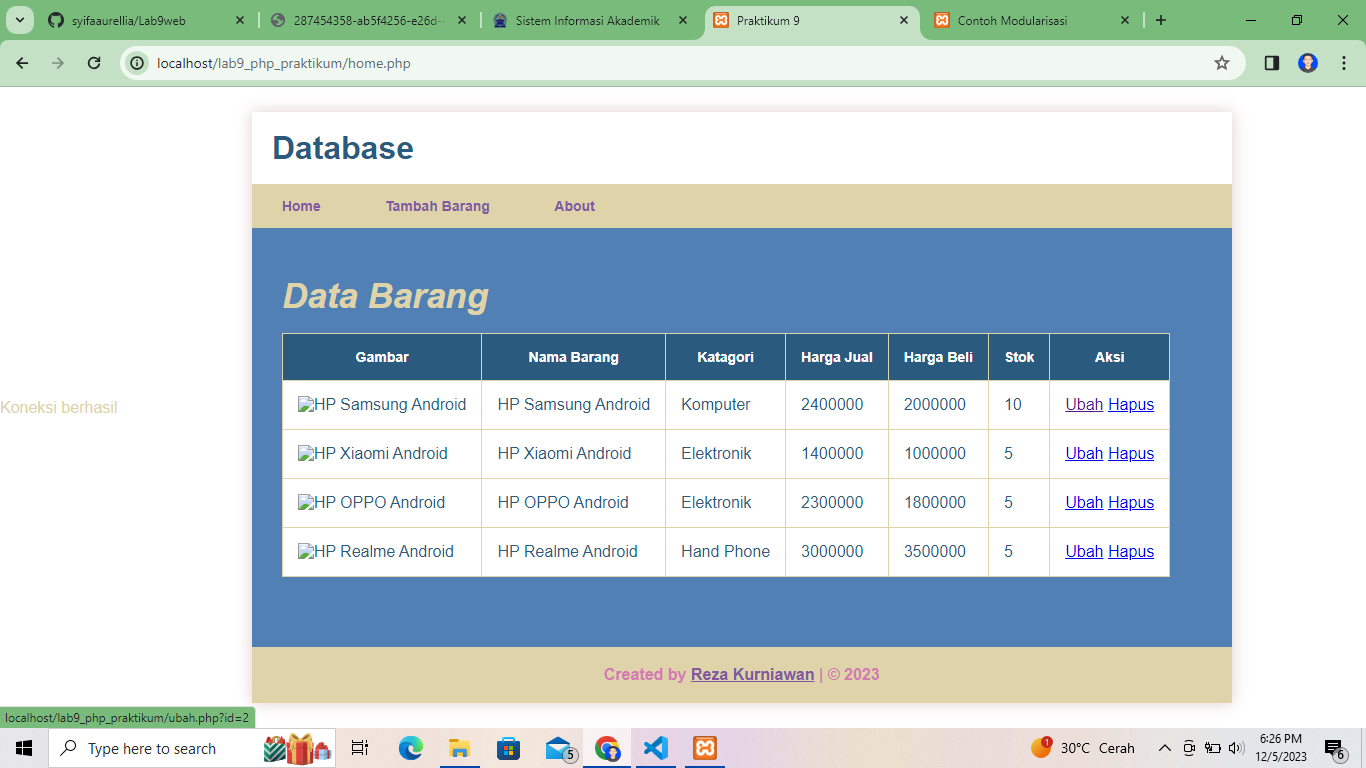 syifaaurellia/Lab9web
287454358-ab5f4256-e26d-
Sistem Informasi Akademik
Praktikum 9
Contoh Modularisasi
localhost/lab9_php_praktikum/home.php
Database
Home Tambah Barang About
Data Barang
Gambar Nama Barang Katagori Harga Jual Harga Beli Stok Aksi
HP Samsung Android HP Samsung Android Komputer 2400000 2000000 10 Ubah Hapus
Koneksi berhasil
HP Xiaomi Android HP Xiaomi Android Elektronik 1400000 1000000 5 Ubah Hapus
HP OPPO Android HP OPPO Android Elektronik 2300000 1800000 5 Ubah Hapus
HP Realme Android HP Realme Android Hand Phone 3000000 3500000 5 Ubah Hapus
Created by Reza Kurniawan | © 2023
localhost/lab9_php_praktikum/ubah.php?id=2
Type here to search
5
1
30°C Cerah
6:26 PM
12/5/2023
6